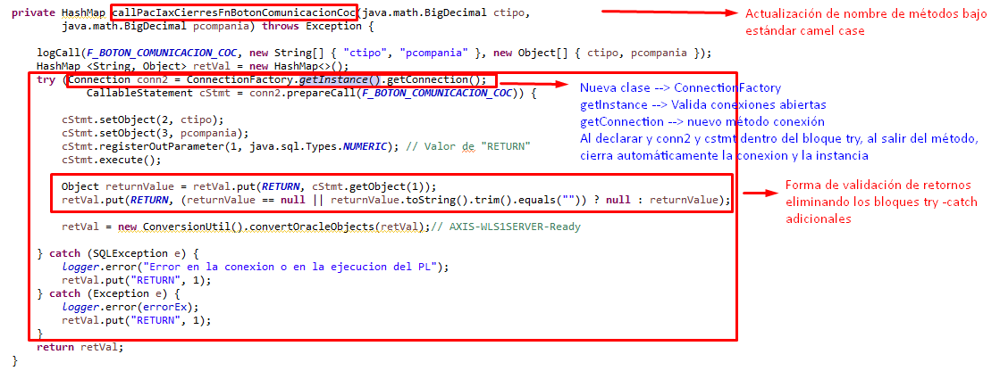 private HashMap callPacIaxCierresFnBotonComunicacionCoc(java.math.BigDecimal ctipo,
java.math.BigDecimal pcompania) throws Exception {
Actualización de nombre de métodos bajo
estándar camel case
logCall(F_BOTON_COMUNICACION_COC, new String[] { "ctipo", "pcompania" }, new Object[] { ctipo, pcompania });
HashMap <String, Object> retVal = new HashMap<>();
try (Connection conn2 = ConnectionFactory.getInstance().getConnection();
CallableStatement cStmt = conn2.prepareCall(F_BOTON_COMUNICACION_COC)) {
Nueva clase --> ConnectionFactory
getInstance --> Valida conexiones abiertas
getConnection --> nuevo método conexión
Al declarar y conn2 y cstmt dentro del bloque try, al salir del método,
cierra automáticamente la conexion y la instancia
cStmt.setObject(2, ctipo);
cStmt.setObject(3, pcompania);
cStmt.registerOutParameter(1, java.sql.Types.NUMERIC); // Valor de "RETURN"
cStmt.execute();
Object returnValue = retVal.put(RETURN, cStmt.getObject(1));
retVal.put(RETURN, (returnValue == null || returnValue.toString().trim().equals("")) ? null : returnValue);
Forma de validación de retornos
eliminando los bloques try -catch
adicionales
retVal = new ConversionUtil().convertOracleObjects(retVal);// AXIS-WLS1SERVER-Ready
} catch (SQLException e) {
logger.error("Error en la conexion o en la ejecucion del PL");
retVal.put("RETURN", 1);
} catch (Exception e) {
logger.error(errorEx);
retVal.put("RETURN", 1);
}
return retVal;
}